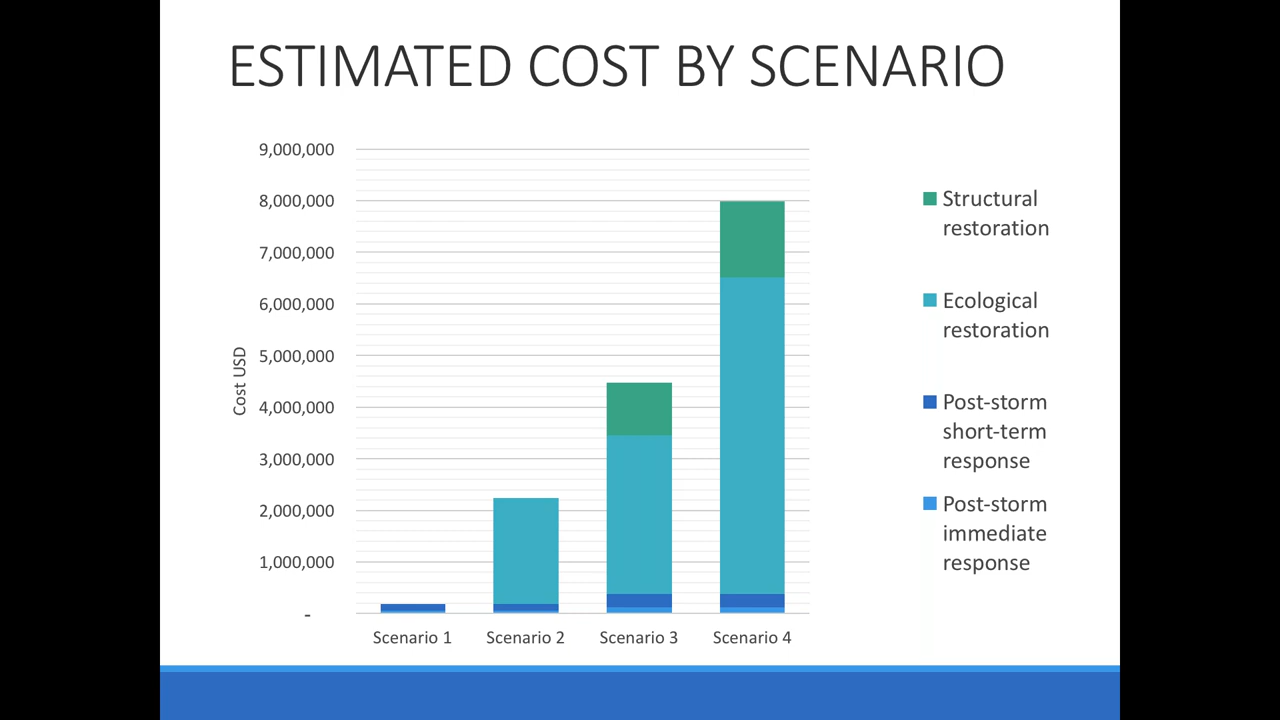 ESTIMATED COST BY SCENARIO
9,000,000
8,000,000
7,000,000
6,000,000
5,000,000
4,000,000
3,000,000
2,000,000
1,000,000
-
Cost USD
Scenario 1
Scenario 2
Scenario 3
Scenario 4
Structural
restoration
Ecological
restoration
Post-storm
short-term
response
Post-storm
immediate
response